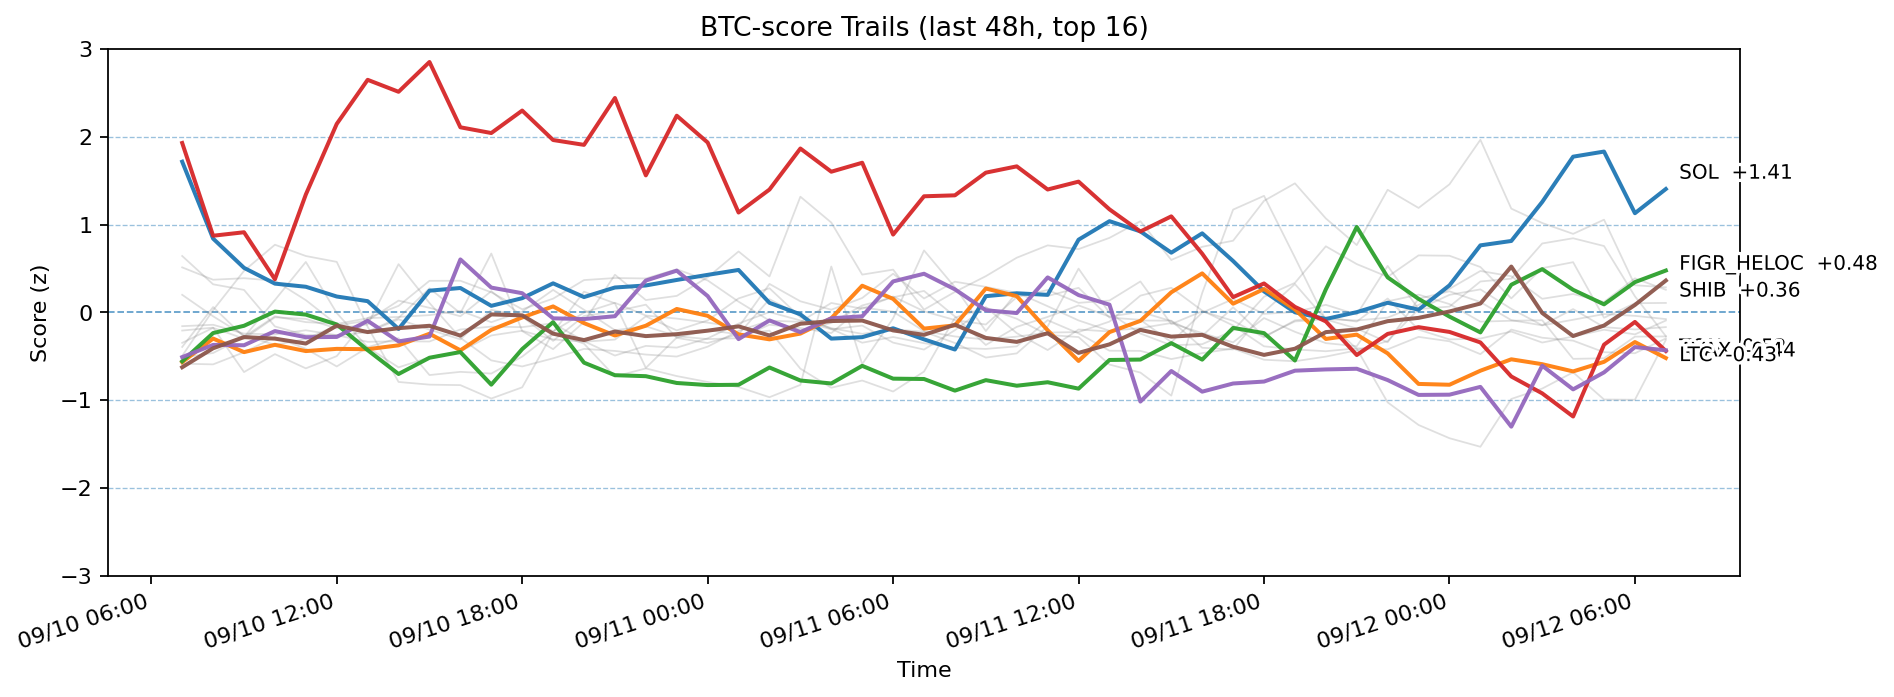 BTC-score Trails (last 48h, top 16)
3
2
1
0
−1
−2
−3
Score (z)
SOL +1.41
FIGR_HELOC +0.48
SHIB +0.36
LTC −0.43
09/10 06:00
09/10 12:00
09/10 18:00
09/11 00:00
09/11 06:00
09/11 12:00
09/11 18:00
09/12 00:00
09/12 06:00
Time